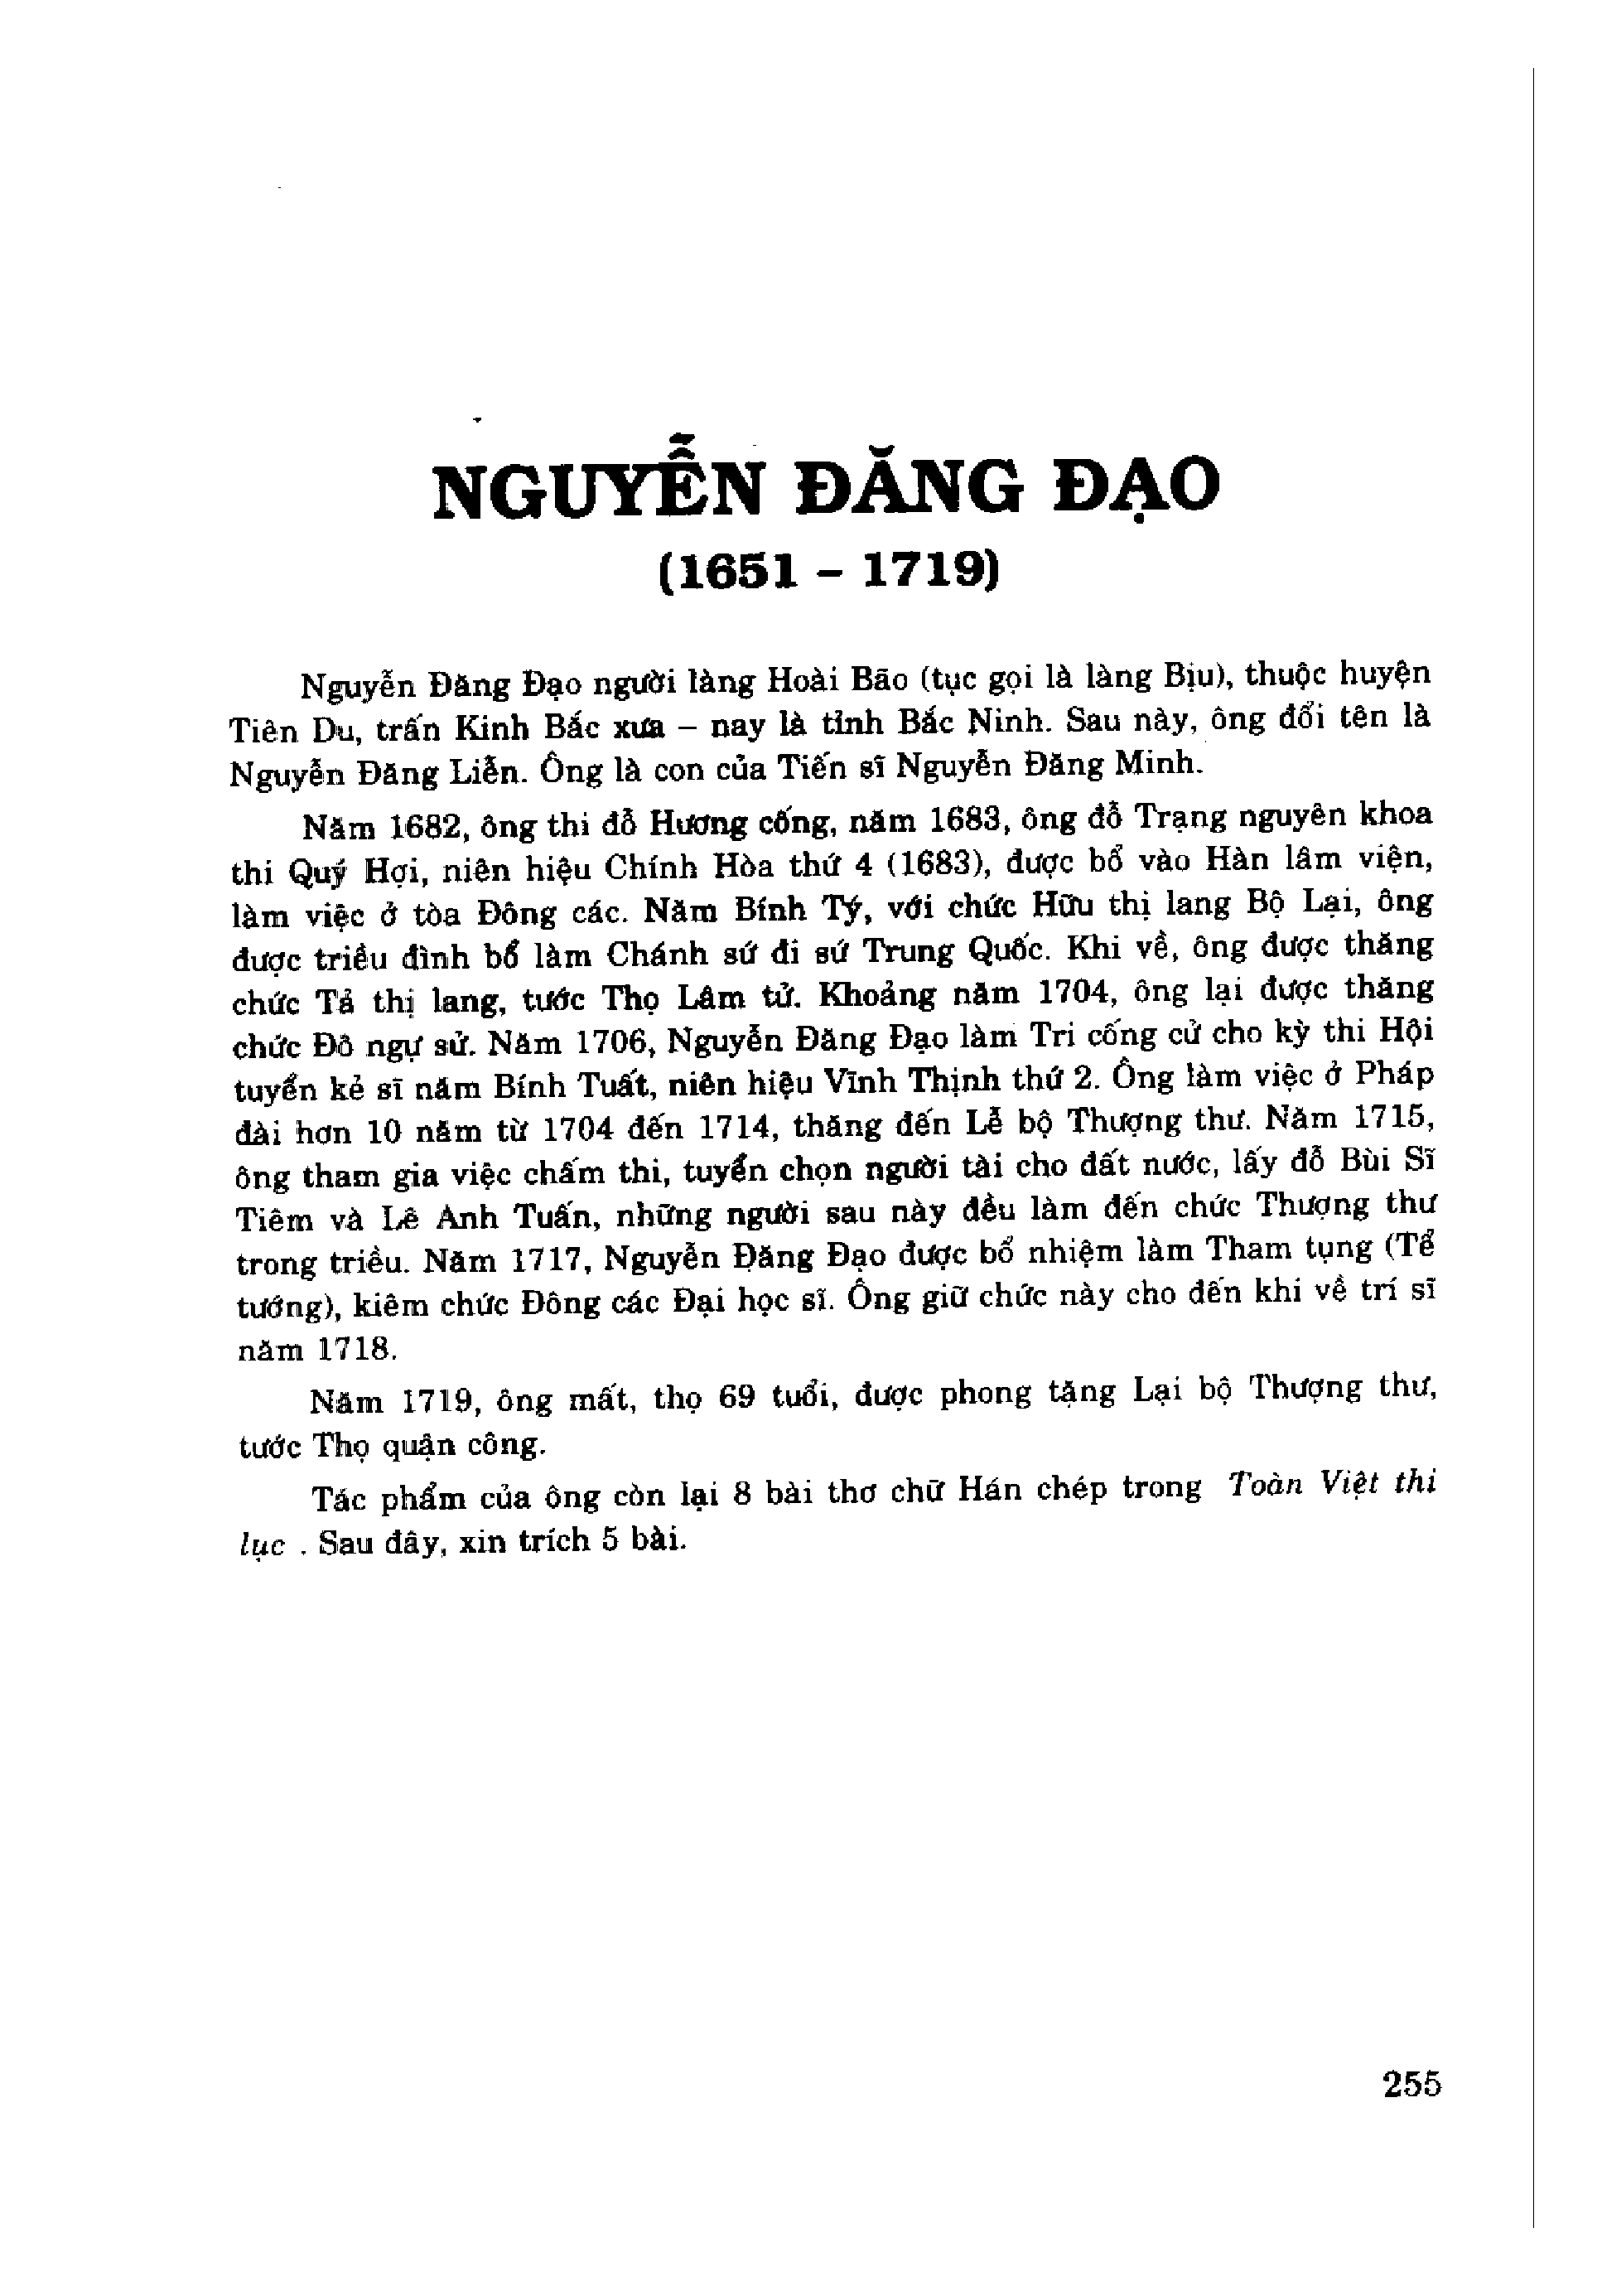 NGUYỄN ĐĂNG ĐẠO
(1651 – 1719)
Nguyễn Đăng Đạo người làng Hoài Bão (tục gọi là làng Bịu), thuộc huyện
Tiên Du, trấn Kinh Bắc xưa – nay là tỉnh Bắc Ninh. Sau này, ông đổi tên là
Nguyễn Đăng Liễn. Ông là con của Tiến sĩ Nguyễn Đăng Minh.
Năm 1682, ông thi đỗ Hương cống, năm 1683, ông đỗ Trạng nguyên khoa
thi Quý Hợi, niên hiệu Chính Hòa thứ 4 (1683), được bổ vào Hàn lâm viện,
làm việc ở tòa Đông các. Năm Bính Tý, với chức Hữu thị lang Bộ Lại, ông
được triều đình bổ làm Chánh sứ đi sứ Trung Quốc. Khi về, ông được thăng
chức Tả thị lang, tước Thọ Lâm tử. Khoảng năm 1704, ông lại được thăng
chức Đô ngự sử. Năm 1706, Nguyễn Đăng Đạo làm Tri cống cử cho kỳ thi Hội
tuyển kẻ sĩ năm Bính Tuất, niên hiệu Vĩnh Thịnh thứ 2. Ông làm việc ở Pháp
đài hơn 10 năm từ 1704 đến 1714, thăng đến Lễ bộ Thượng thư. Năm 1715,
ông tham gia việc chấm thi, tuyển chọn người tài cho đất nước, lấy đỗ Bùi Sĩ
Tiêm và Lê Anh Tuấn, những người sau này đều làm đến chức Thượng thư
trong triều. Năm 1717, Nguyễn Đăng Đạo được bổ nhiệm làm Tham tụng (Tể
tướng), kiêm chức Đông các Đại học sĩ. Ông giữ chức này cho đến khi về trí sĩ
năm 1718.
Năm 1719, ông mất, thọ 69 tuổi, được phong tặng Lại bộ Thượng thư,
tước Thọ quận công.
Tác phẩm của ông còn lại 8 bài thơ chữ Hán chép trong Toàn Việt thi
lục . Sau đây, xin trích 5 bài.
255